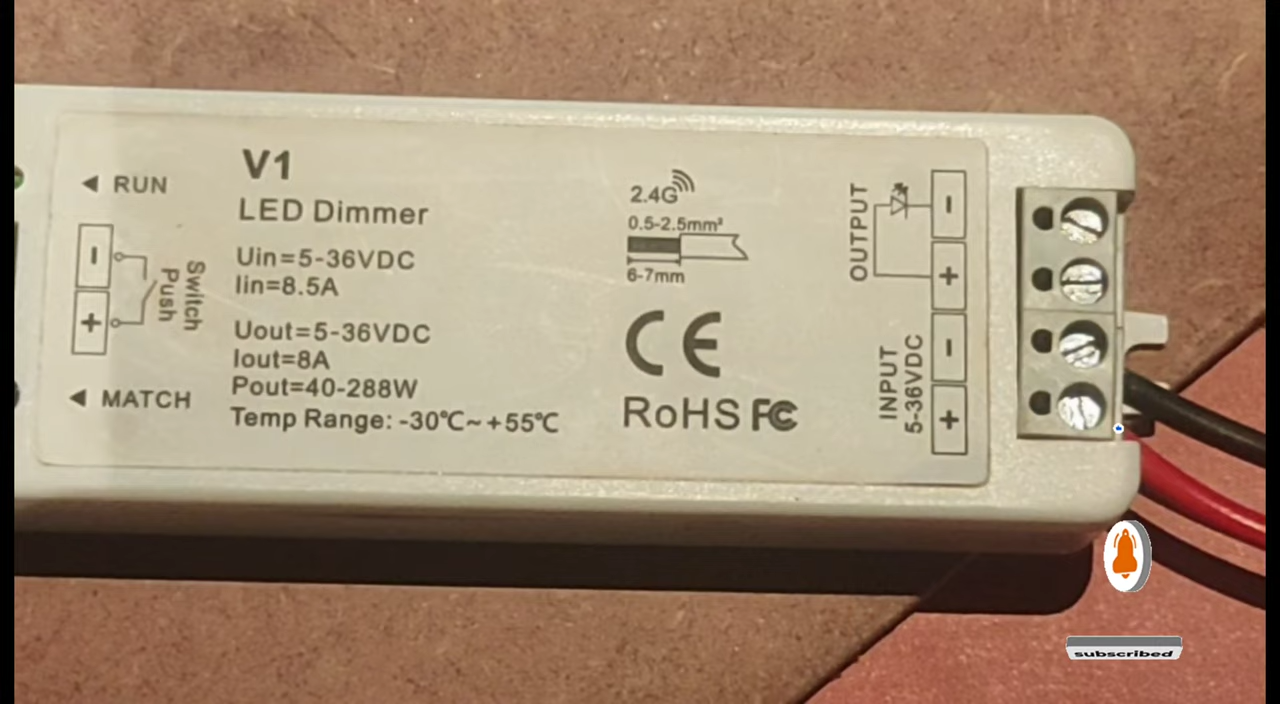 ◄ RUN
−
+
Push
Switch
◄ MATCH
V1
LED Dimmer
Uin=5-36VDC
Iin=8.5A
Uout=5-36VDC
Iout=8A
Pout=40-288W
Temp Range: -30℃~+55℃
2.4G
0.5-2.5mm²
6-7mm
CE
RoHS FC
OUTPUT
−
+
INPUT
5-36VDC
−
+
subscribed